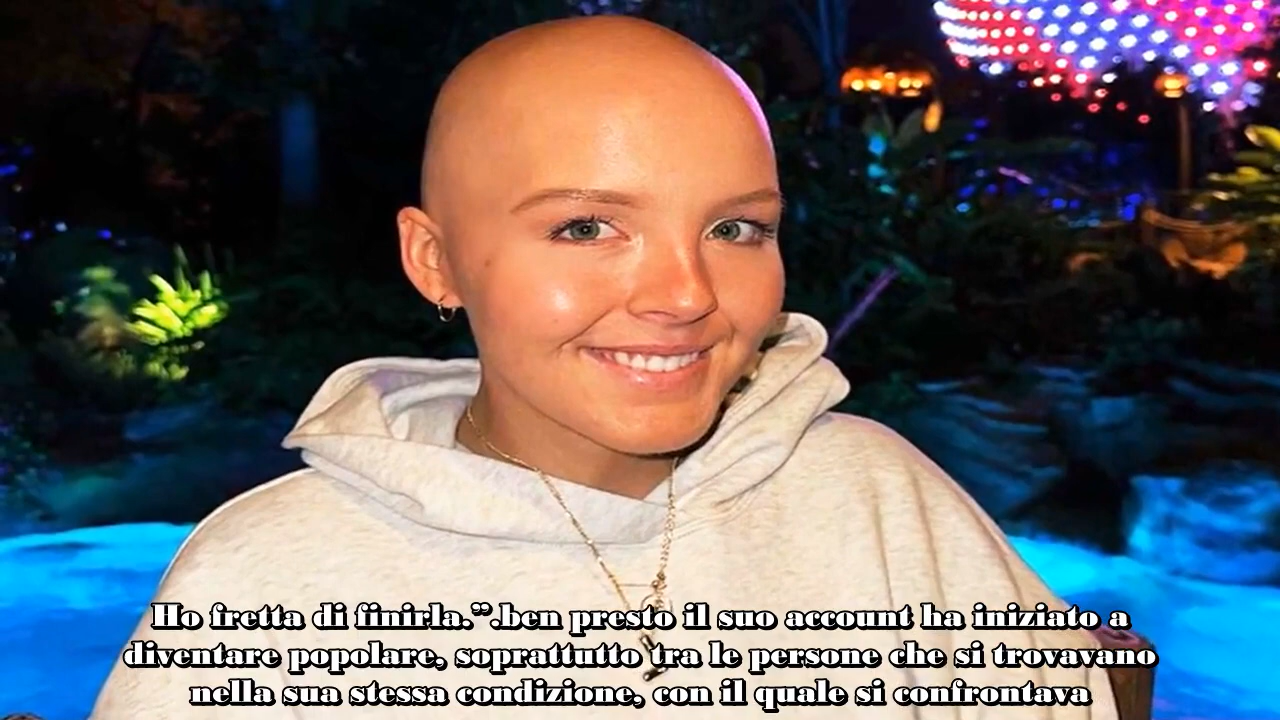 Ho fretta di finirla.”.ben presto il suo account ha iniziato a
diventare popolare, soprattutto tra le persone che si trovavano
nella sua stessa condizione, con il quale si confrontava